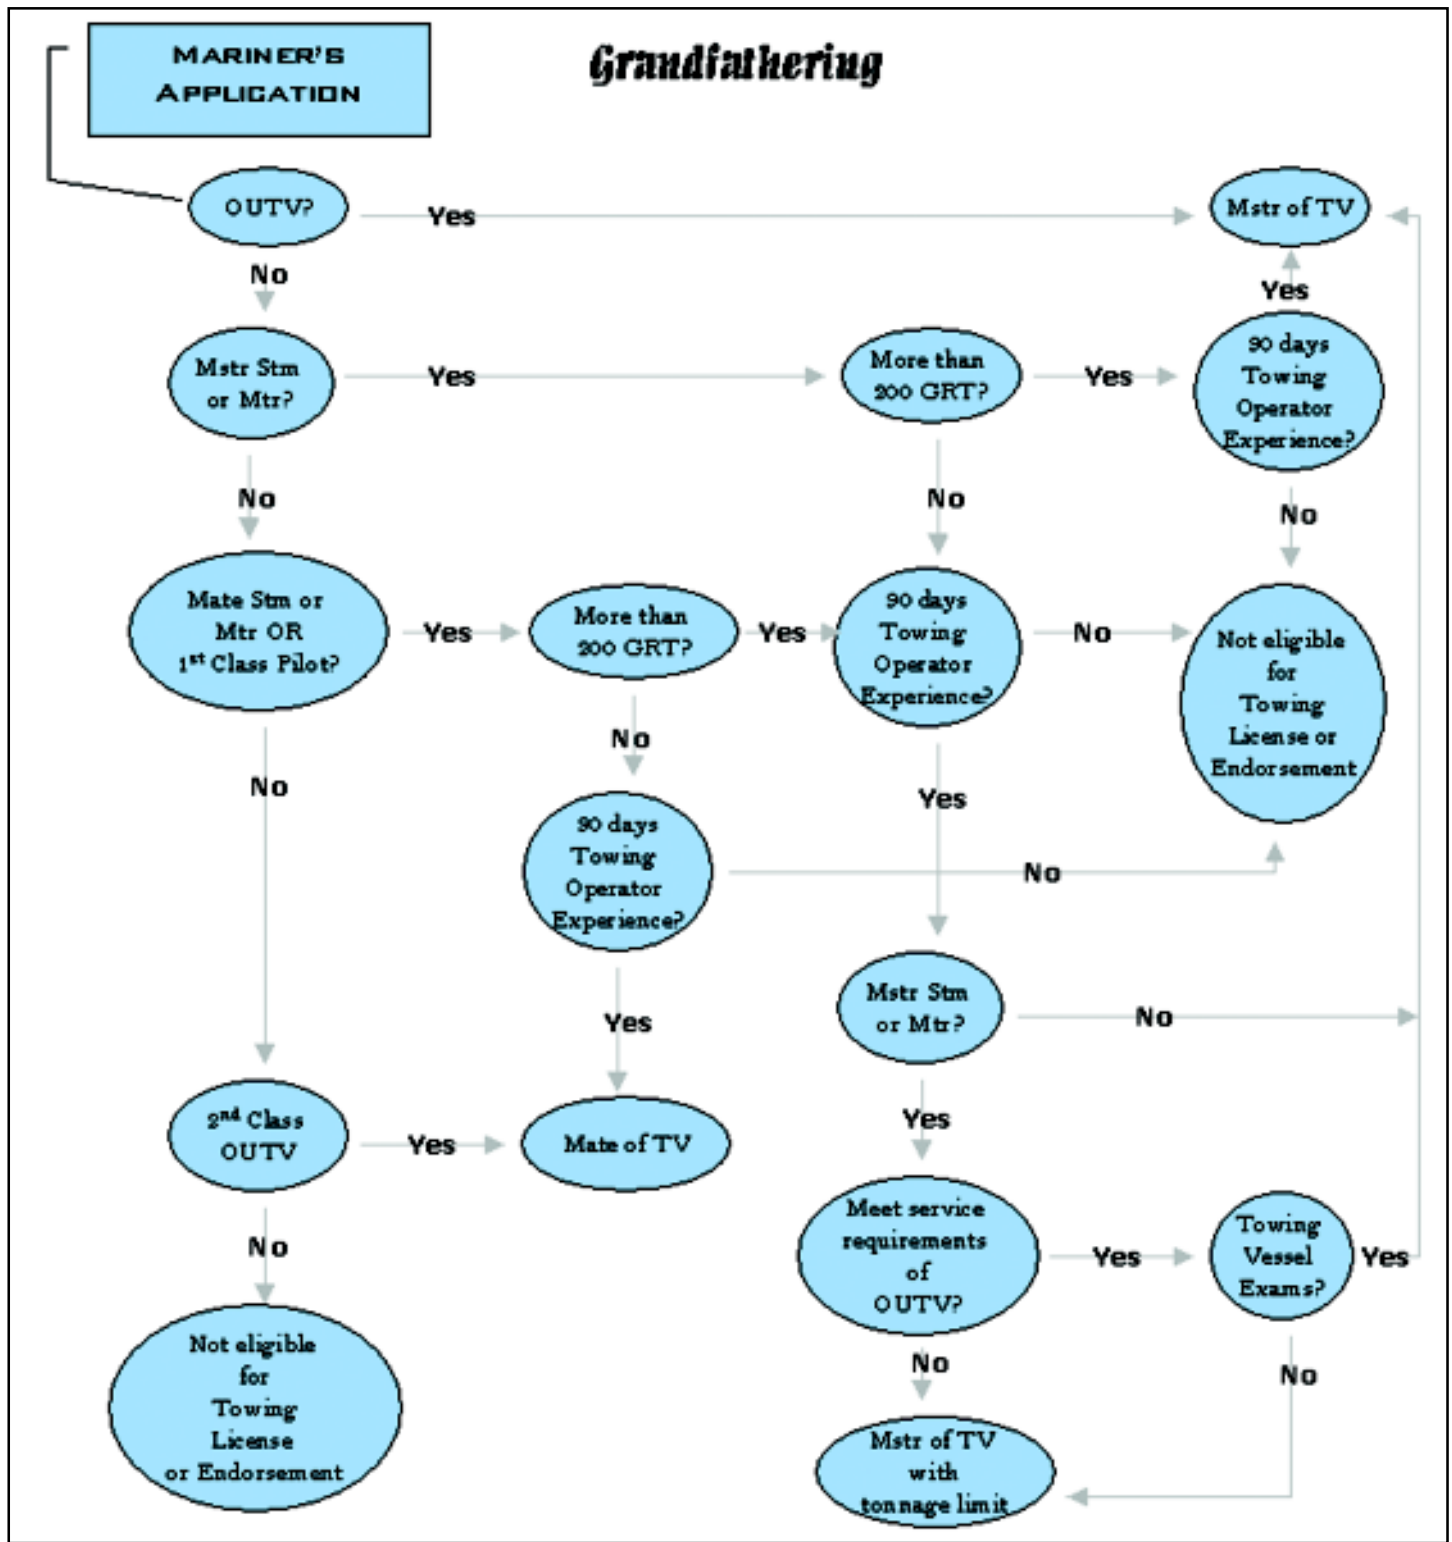 MARINER'S
APPLICATION
Grandfathering
OUTV?
Yes
Mstr of TV
No
Yes
Mstr Stm
or Mtr?
Yes
More than
200 GRT?
Yes
90 days
Towing
Operator
Experience?
No
No
No
Mate Stm or
Mtr OR
1st Class Pilot?
Yes
More than
200 GRT?
Yes
90 days
Towing
Operator
Experience?
No
Not eligible
for
Towing
License or
Endorsement
No
No
Yes
90 days
Towing
Operator
Experience?
No
Yes
Mstr Stm
or Mtr?
No
2nd Class
OUTV
Yes
Mate of TV
Yes
No
Meet service
requirements
of
OUTV?
Yes
Towing
Vessel
Exams?
Yes
No
No
Not eligible
for
Towing
License
or Endorsement
Mstr of TV
with
tonnage limit